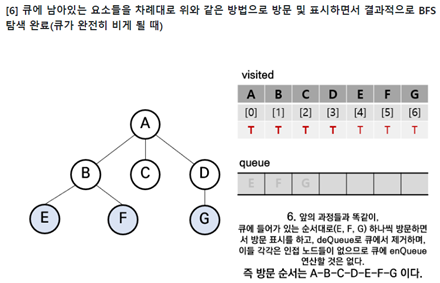 [6] 큐에 남아있는 요소들을 차례대로 위와 같은 방법으로 방문 및 표시하면서 결과적으로 BFS
탐색 완료(큐가 완전히 비게 될 때)
visited
A B C D E F G
[0] [1] [2] [3] [4] [5] [6]
T T T T T T T
A
B C D
E F G
queue
E F G
6. 앞의 과정들과 똑같이,
큐에 들어가 있는 순서대로(E, F, G) 하나씩 방문하면
서 방문 표시를 하고, deQueue로 큐에서 제거하며,
이들 각각은 인접 노드들이 없으므로 큐에 enQueue
연산할 것은 없다.
즉 방문 순서는 A-B-C-D-E-F-G 이다.